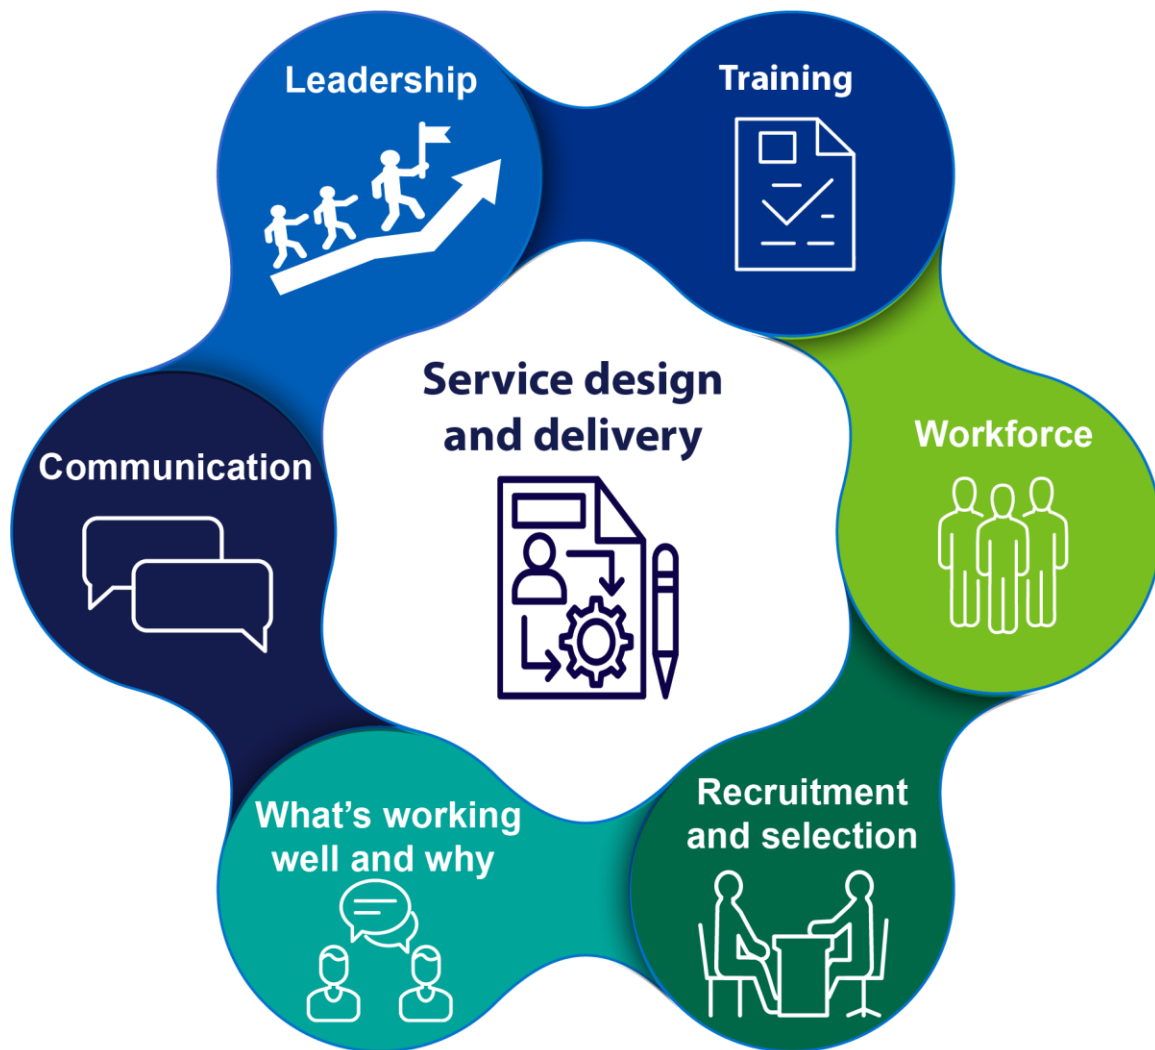 Leadership
Training
Service design
and delivery
Workforce
Communication
Recruitment
and selection
What's working
well and why